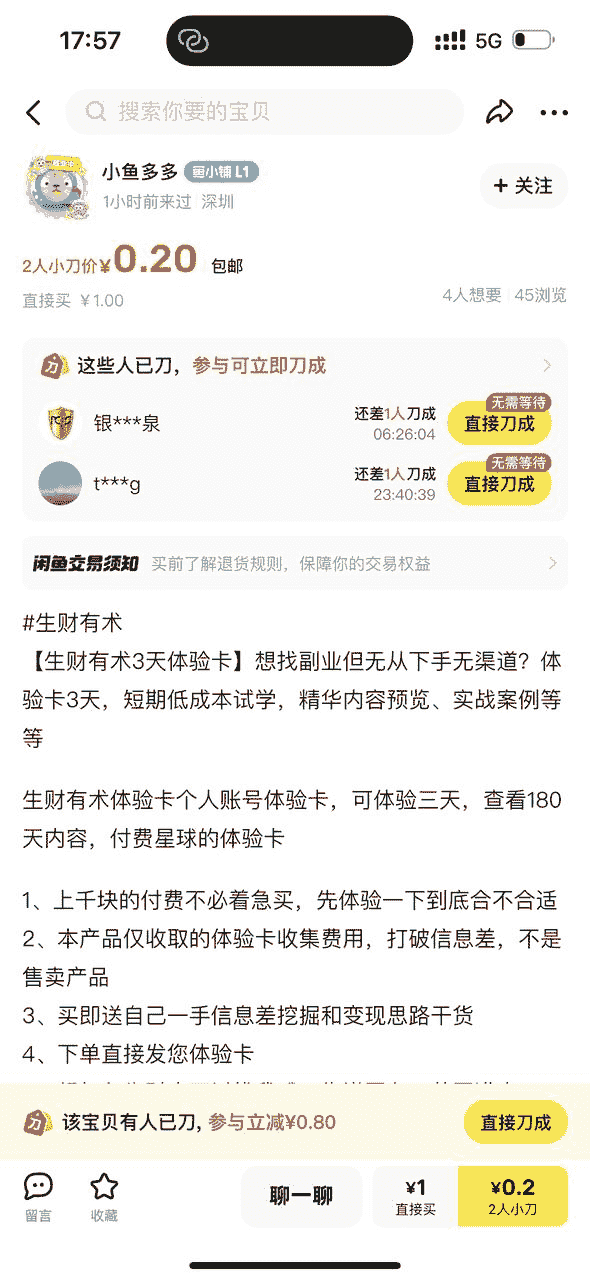 17:57
5G
搜索你要的宝贝
小鱼多多 鱼小铺 L1
1小时前来过 深圳
+ 关注
2人小刀价¥0.20 包邮
直接买 ¥1.00
4人想要 45浏览
刀 这些人已刀，参与可立即刀成
银***泉
还差1人刀成
06:26:04
无需等待
直接刀成
t***g
还差1人刀成
23:40:39
无需等待
直接刀成
闲鱼交易须知 买前了解退货规则，保障你的交易权益
#生财有术
【生财有术3天体验卡】想找副业但无从下手无渠道？体
验卡3天，短期低成本试学，精华内容预览、实战案例等
等
生财有术体验卡个人账号体验卡，可体验三天，查看180
天内容，付费星球的体验卡
1、上千块的付费不必着急买，先体验一下到底合不合适
2、本产品仅收取的体验卡收集费用，打破信息差，不是
售卖产品
3、买即送自己一手信息差挖掘和变现思路干货
4、下单直接发您体验卡
刀 该宝贝有人已刀, 参与立减¥0.80
直接刀成
留言
收藏
聊一聊
¥1
直接买
¥0.2
2人小刀